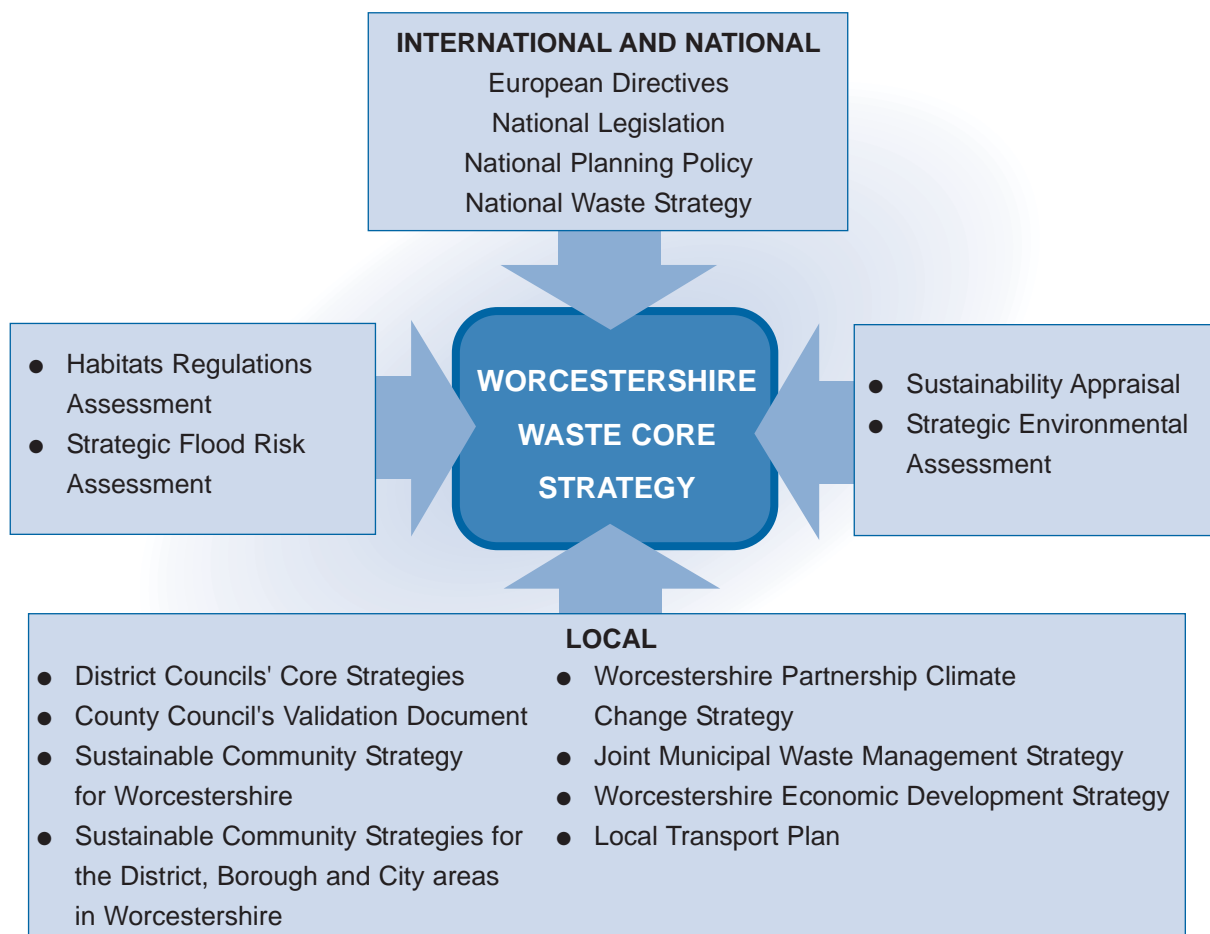 INTERNATIONAL AND NATIONAL
European Directives
National Legislation
National Planning Policy
National Waste Strategy
● Habitats Regulations
Assessment
● Strategic Flood Risk
Assessment
WORCESTERSHIRE
WASTE CORE
STRATEGY
● Sustainability Appraisal
● Strategic Environmental
Assessment
LOCAL
● District Councils' Core Strategies
● County Council's Validation Document
● Sustainable Community Strategy
for Worcestershire
● Sustainable Community Strategies for
the District, Borough and City areas
in Worcestershire
● Worcestershire Partnership Climate
Change Strategy
● Joint Municipal Waste Management Strategy
● Worcestershire Economic Development Strategy
● Local Transport Plan